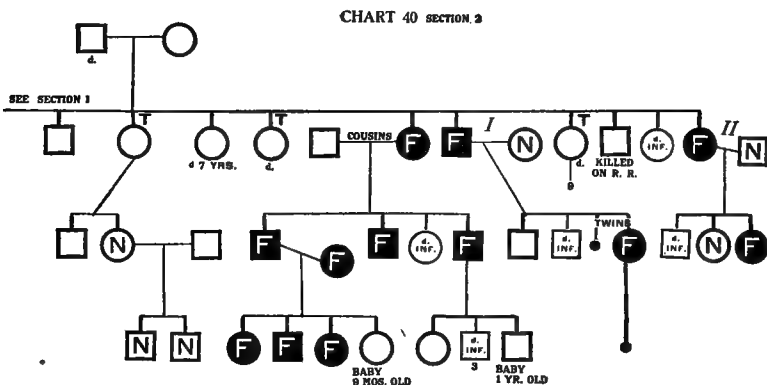 CHART 40 SECTION. 2
d.
SEE SECTION 1
T T COUSINS F F I N T d. INF. F II N
d 7 YRS. d. d. KILLED
9 ON R. R.
N F F d. INF. F d. INF. TWINS F d. INF. N F
F
N N F F F d. INF.
BABY 3 BABY
9 MOS. OLD 1 YR. OLD